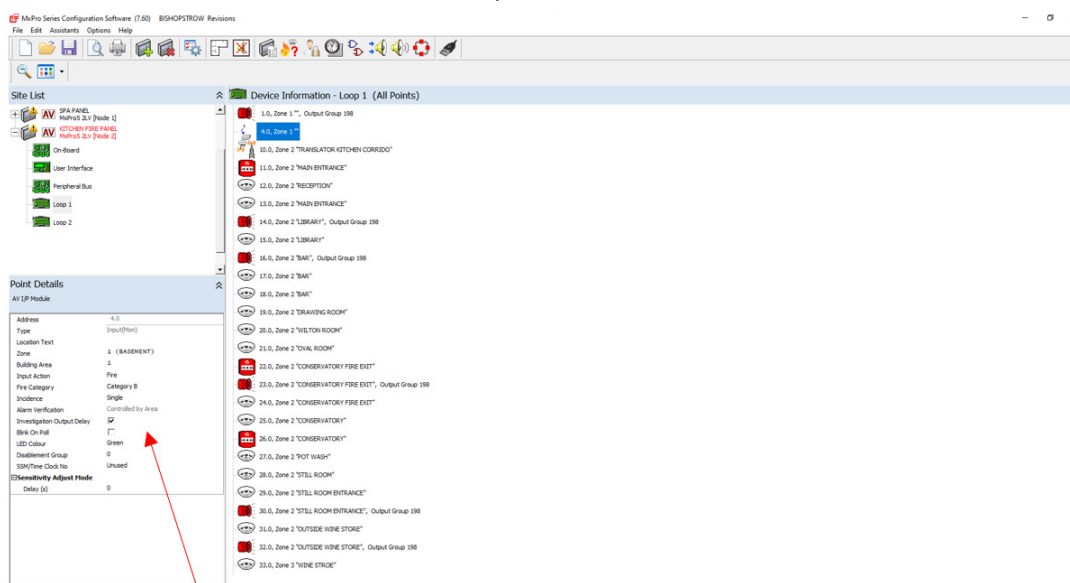 MxPro Series Configuration Software (7.60) BISHOPSTROW Revisions
File Edit Assistants Options Help
Site List
Device Information - Loop 1 (All Points)
AV SPA PANEL
MxPro5 2LV [Node 1]
AV KITCHEN FIRE PANEL
MxPro5 2LV [Node 2]
On-Board
User Interface
Peripheral Bus
Loop 1
Loop 2
Point Details
AV I/P Module
Address 4.0
Type Input(Mon)
Location Text
Zone 1 (BASEMENT)
Building Area 1
Input Action Fire
Fire Category Category B
Incidence Single
Alarm Verification Controlled by Area
Investigation Output Delay
Blink On Poll
LED Colour Green
Disablement Group 0
SSM/Time Clock No Unused
Sensitivity Adjust Mode
Delay (s) 0
1.0, Zone 1 "", Output Group 198
4.0, Zone 1 ""
10.0, Zone 2 "TRANSLATOR KITCHEN CORRIDO"
11.0, Zone 2 "MAIN ENTRANCE"
12.0, Zone 2 "RECEPTION"
13.0, Zone 2 "MAIN ENTRANCE"
14.0, Zone 2 "LIBRARY", Output Group 198
15.0, Zone 2 "LIBRARY"
16.0, Zone 2 "BAR", Output Group 198
17.0, Zone 2 "BAR"
18.0, Zone 2 "BAR"
19.0, Zone 2 "DRAWING ROOM"
20.0, Zone 2 "WILTON ROOM"
21.0, Zone 2 "OVAL ROOM"
22.0, Zone 2 "CONSERVATORY FIRE EXIT"
23.0, Zone 2 "CONSERVATORY FIRE EXIT", Output Group 198
24.0, Zone 2 "CONSERVATORY FIRE EXIT"
25.0, Zone 2 "CONSERVATORY"
26.0, Zone 2 "CONSERVATORY"
27.0, Zone 2 "POT WASH"
28.0, Zone 2 "STILL ROOM"
29.0, Zone 2 "STILL ROOM ENTRANCE"
30.0, Zone 2 "STILL ROOM ENTRANCE", Output Group 198
31.0, Zone 2 "OUTSIDE WINE STORE"
32.0, Zone 2 "OUTSIDE WINE STORE", Output Group 198
33.0, Zone 3 "WINE STROE"